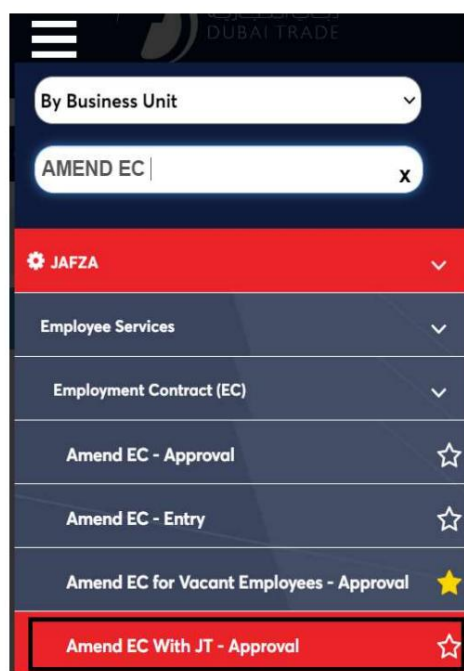 DUBAI TRADE
By Business Unit
AMEND EC
x
JAFZA
Employee Services
Employment Contract (EC)
Amend EC - Approval
Amend EC - Entry
Amend EC for Vacant Employees - Approval
Amend EC With JT - Approval